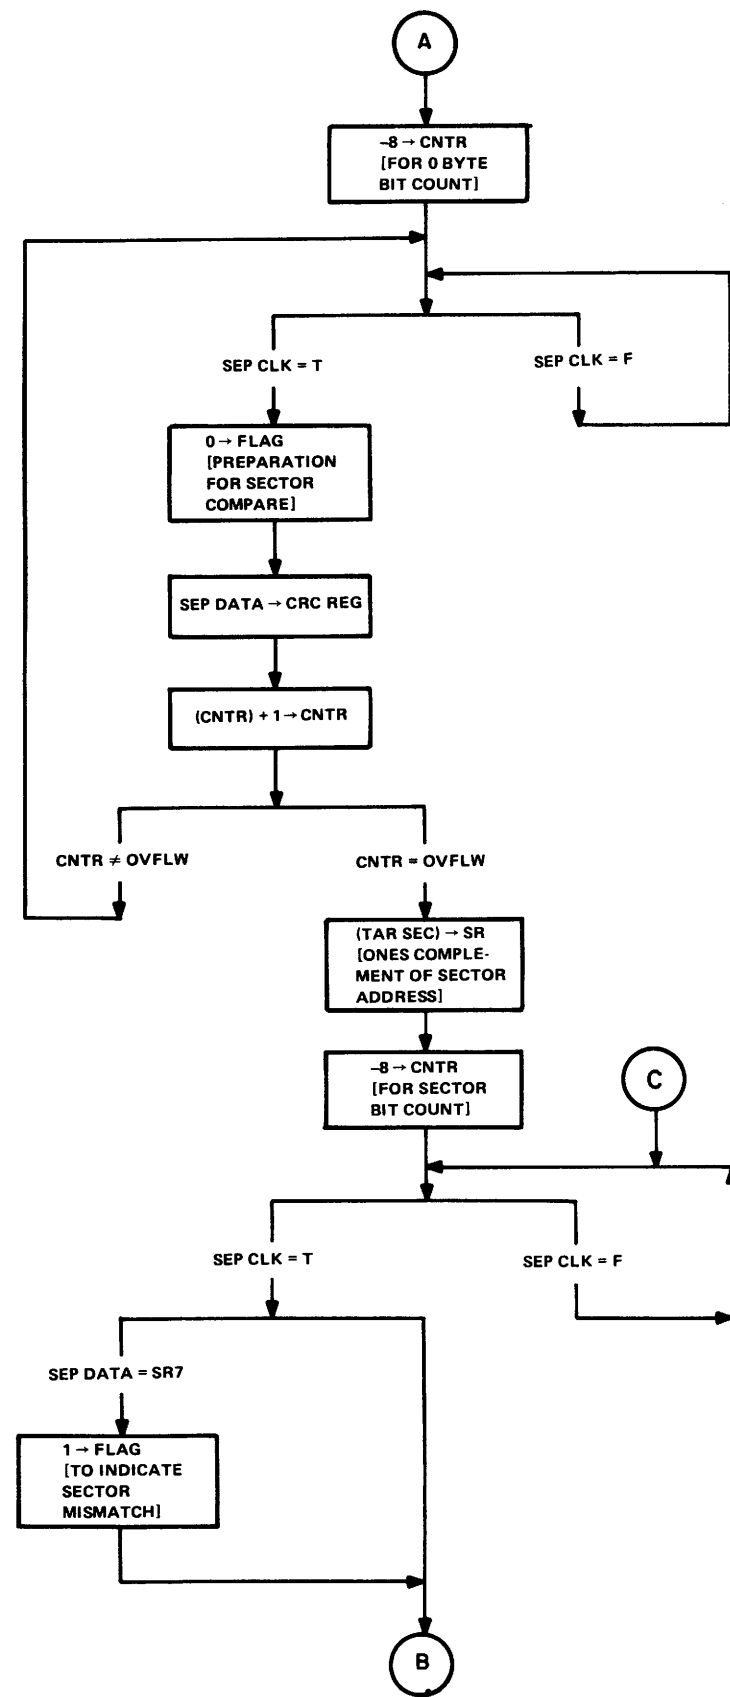 A
–8 → CNTR
[FOR 0 BYTE
BIT COUNT]
SEP CLK = T
SEP CLK = F
0 → FLAG
[PREPARATION
FOR SECTOR
COMPARE]
SEP DATA → CRC REG
(CNTR) + 1 → CNTR
CNTR ≠ OVFLW
CNTR = OVFLW
(TAR SEC) → SR
[ONES COMPLE-
MENT OF SECTOR
ADDRESS]
–8 → CNTR
[FOR SECTOR
BIT COUNT]
C
SEP CLK = T
SEP CLK = F
SEP DATA = SR7
1 → FLAG
[TO INDICATE
SECTOR
MISMATCH]
B